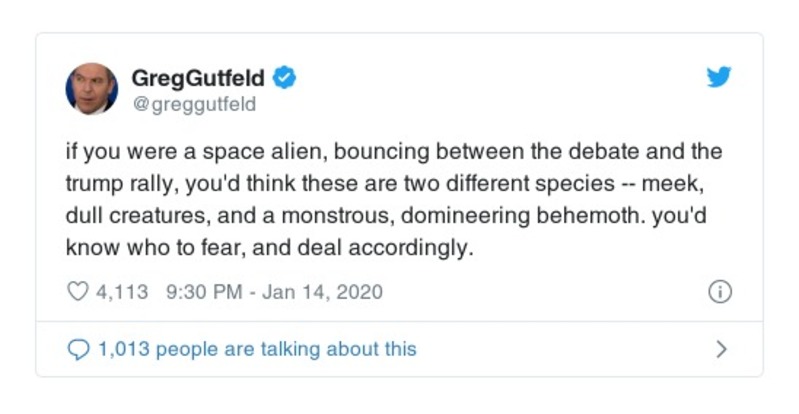 GregGutfeld
@greggutfeld
if you were a space alien, bouncing between the debate and the
trump rally, you'd think these are two different species -- meek,
dull creatures, and a monstrous, domineering behemoth. you'd
know who to fear, and deal accordingly.
4,113 9:30 PM - Jan 14, 2020
1,013 people are talking about this